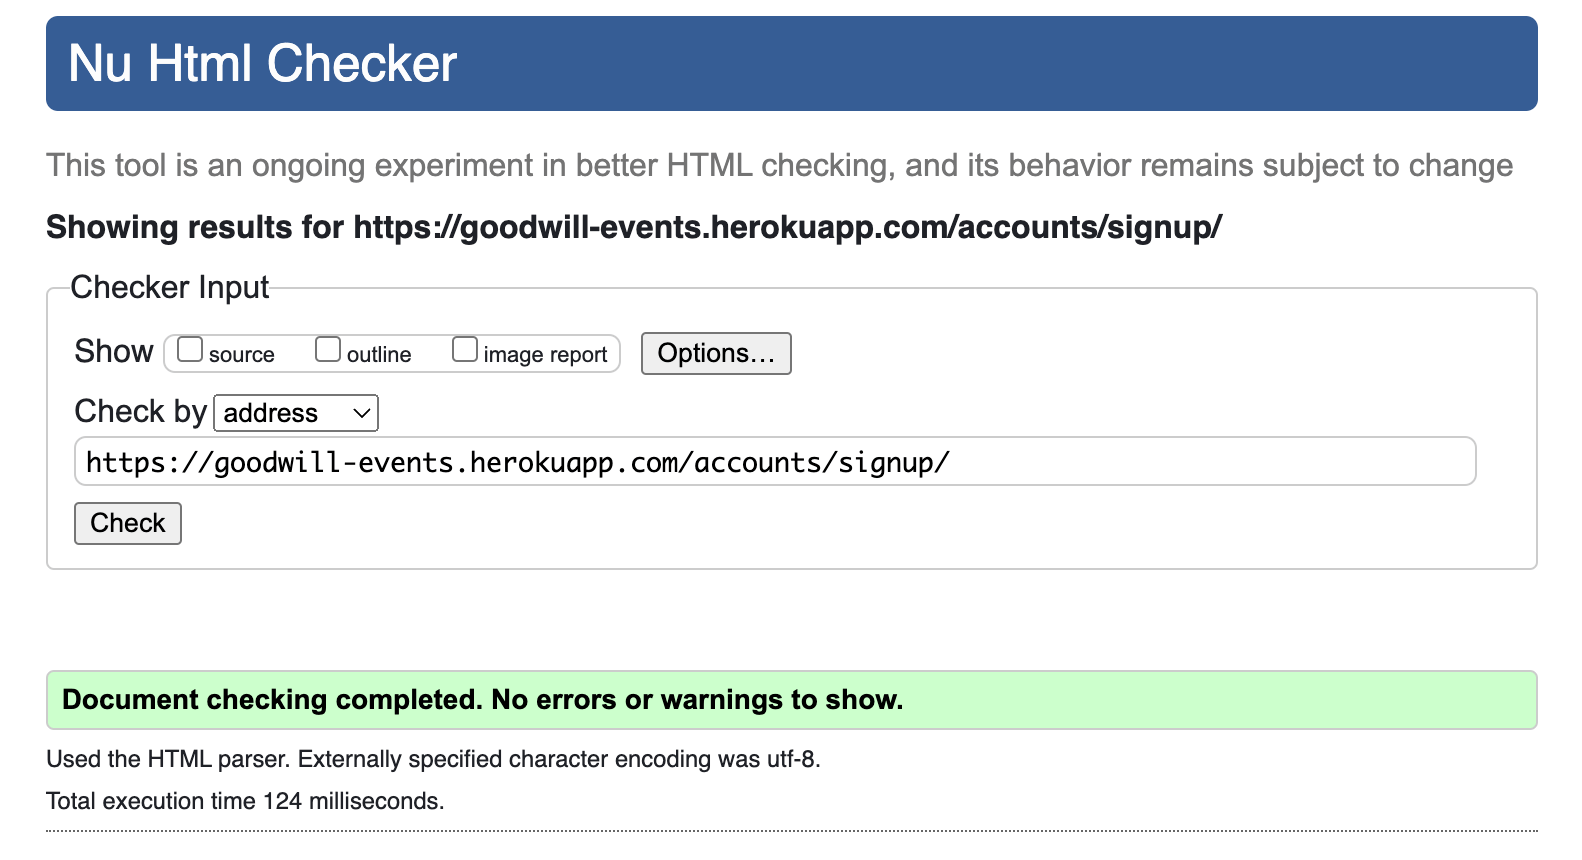 Nu Html Checker
This tool is an ongoing experiment in better HTML checking, and its behavior remains subject to change
Showing results for https://goodwill-events.herokuapp.com/accounts/signup/
Checker Input
Show source outline image report Options...
Check by address
https://goodwill-events.herokuapp.com/accounts/signup/
Check
Document checking completed. No errors or warnings to show.
Used the HTML parser. Externally specified character encoding was utf-8.
Total execution time 124 milliseconds.